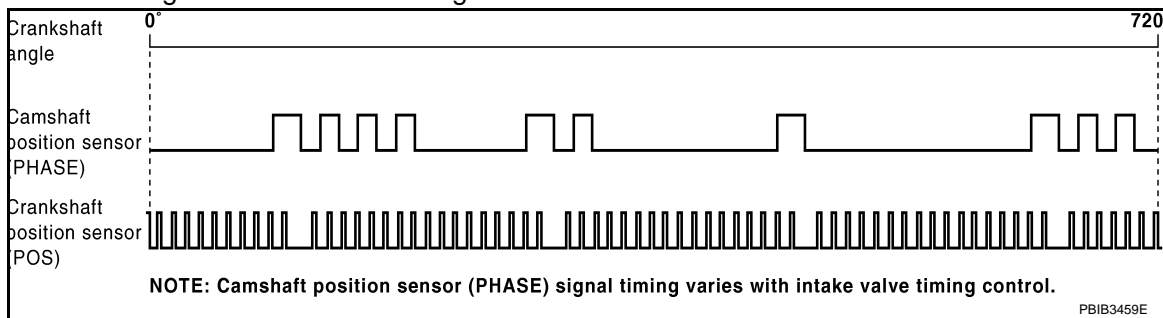 0° 720
Crankshaft
angle
Camshaft
position sensor
(PHASE)
Crankshaft
position sensor
(POS)
NOTE: Camshaft position sensor (PHASE) signal timing varies with intake valve timing control.
PBIB3459E